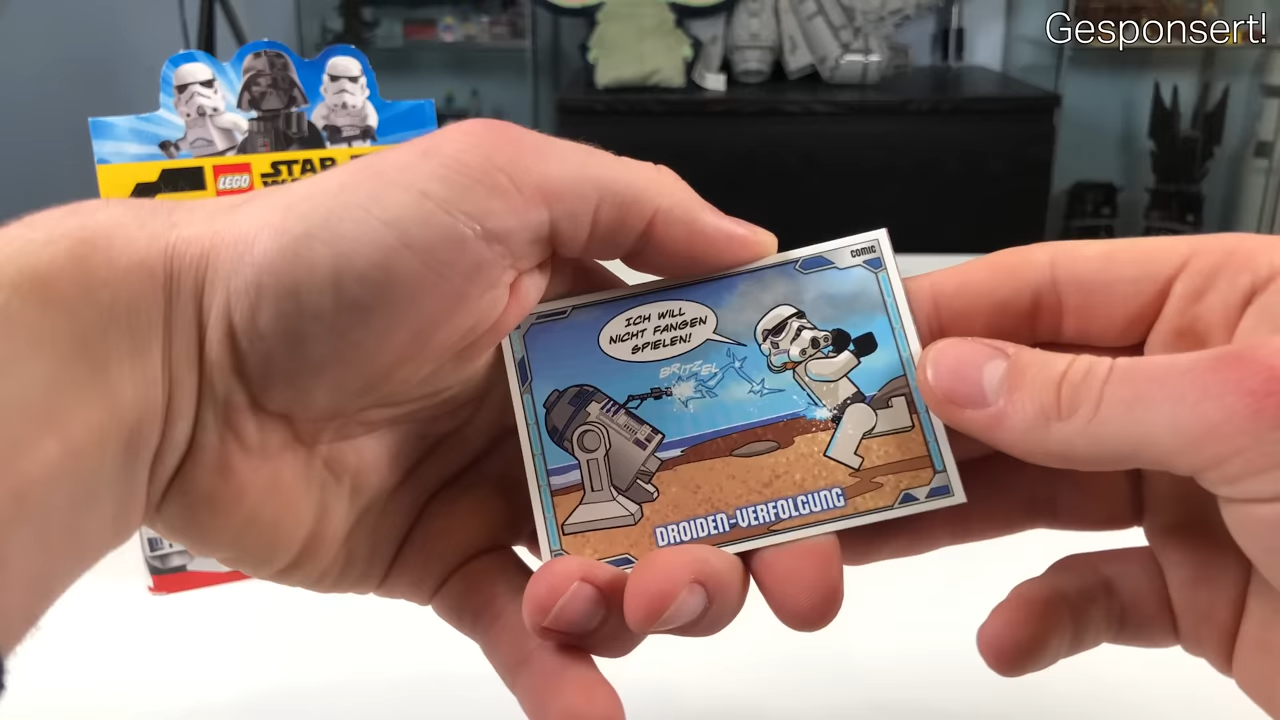 Gesponsert!
LEGO
STAR
COMIC
ICH WILL
NICHT FANGEN
SPIELEN!
BRITZEL
DROIDEN-VERFOLGUNG